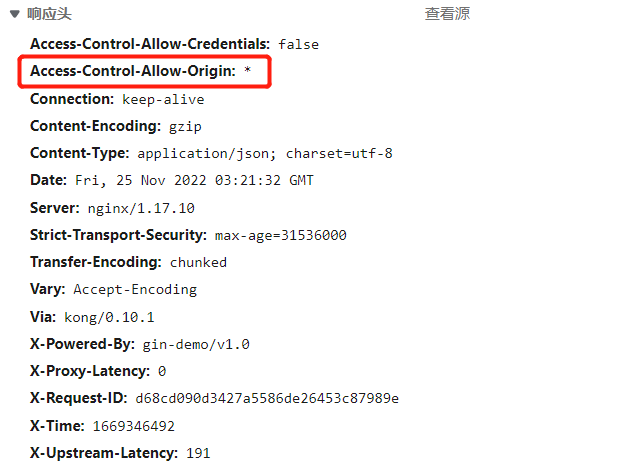 ▼ 响应头 查看源
Access-Control-Allow-Credentials: false
Access-Control-Allow-Origin: *
Connection: keep-alive
Content-Encoding: gzip
Content-Type: application/json; charset=utf-8
Date: Fri, 25 Nov 2022 03:21:32 GMT
Server: nginx/1.17.10
Strict-Transport-Security: max-age=31536000
Transfer-Encoding: chunked
Vary: Accept-Encoding
Via: kong/0.10.1
X-Powered-By: gin-demo/v1.0
X-Proxy-Latency: 0
X-Request-ID: d68cd090d3427a5586de26453c87989e
X-Time: 1669346492
X-Upstream-Latency: 191